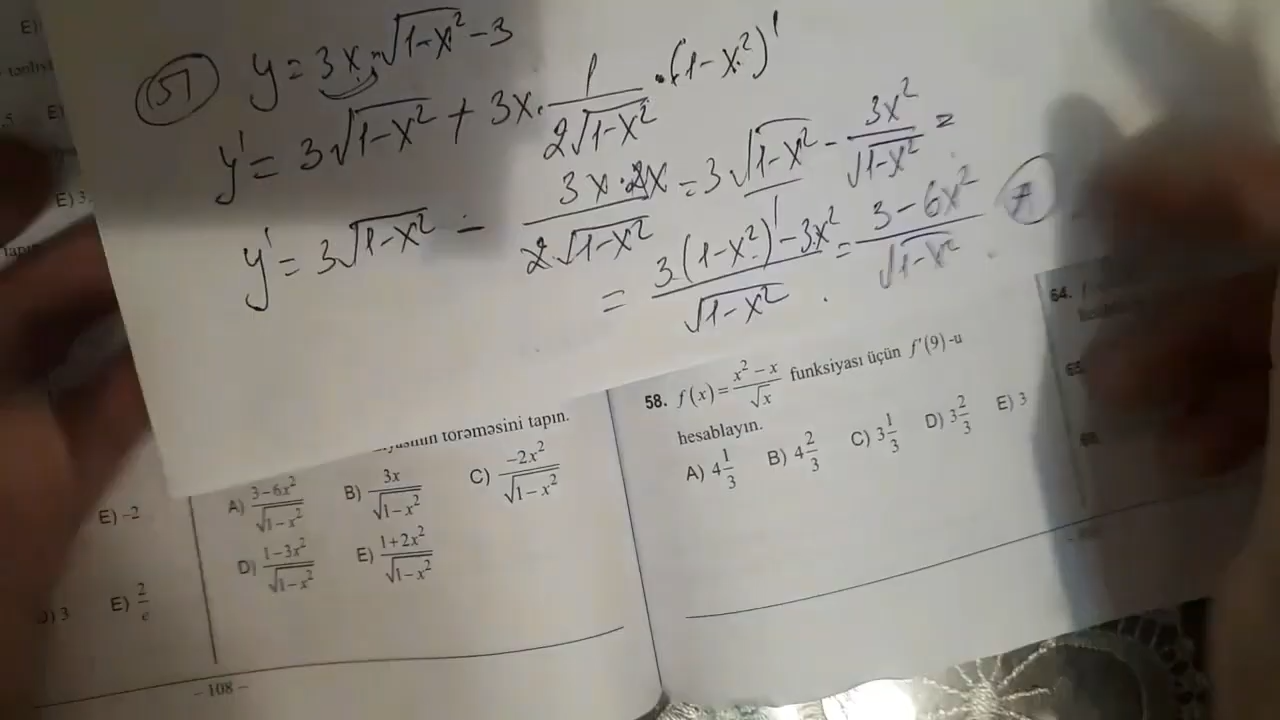 E)
5
E)
E) 3
51 y = 3x·√(1-x²) - 3
y' = 3√(1-x²) + 3x · 1/(2√(1-x²)) · (1-x²)'
y' = 3√(1-x²) - (3x·2x)/(2√(1-x²)) = 3√(1-x²) - 3x²/√(1-x²) =
= (3(1-x²) - 3x²)/√(1-x²) = (3-6x²)/√(1-x²)
törəməsini tapın.
A) (3-6x²)/√(1-x²) B) 3x/√(1-x²) C) -2x²/√(1-x²)
D) (1-3x²)/√(1-x²) E) (1+2x²)/√(1-x²)
E) -2
D) 3 E) 2/e
- 108 -
58. f(x) = (x² - x)/√x funksiyası üçün f'(9)-u
hesablayın.
A) 4 1/3 B) 4 2/3 C) 3 1/3 D) 3 2/3 E) 3
64.